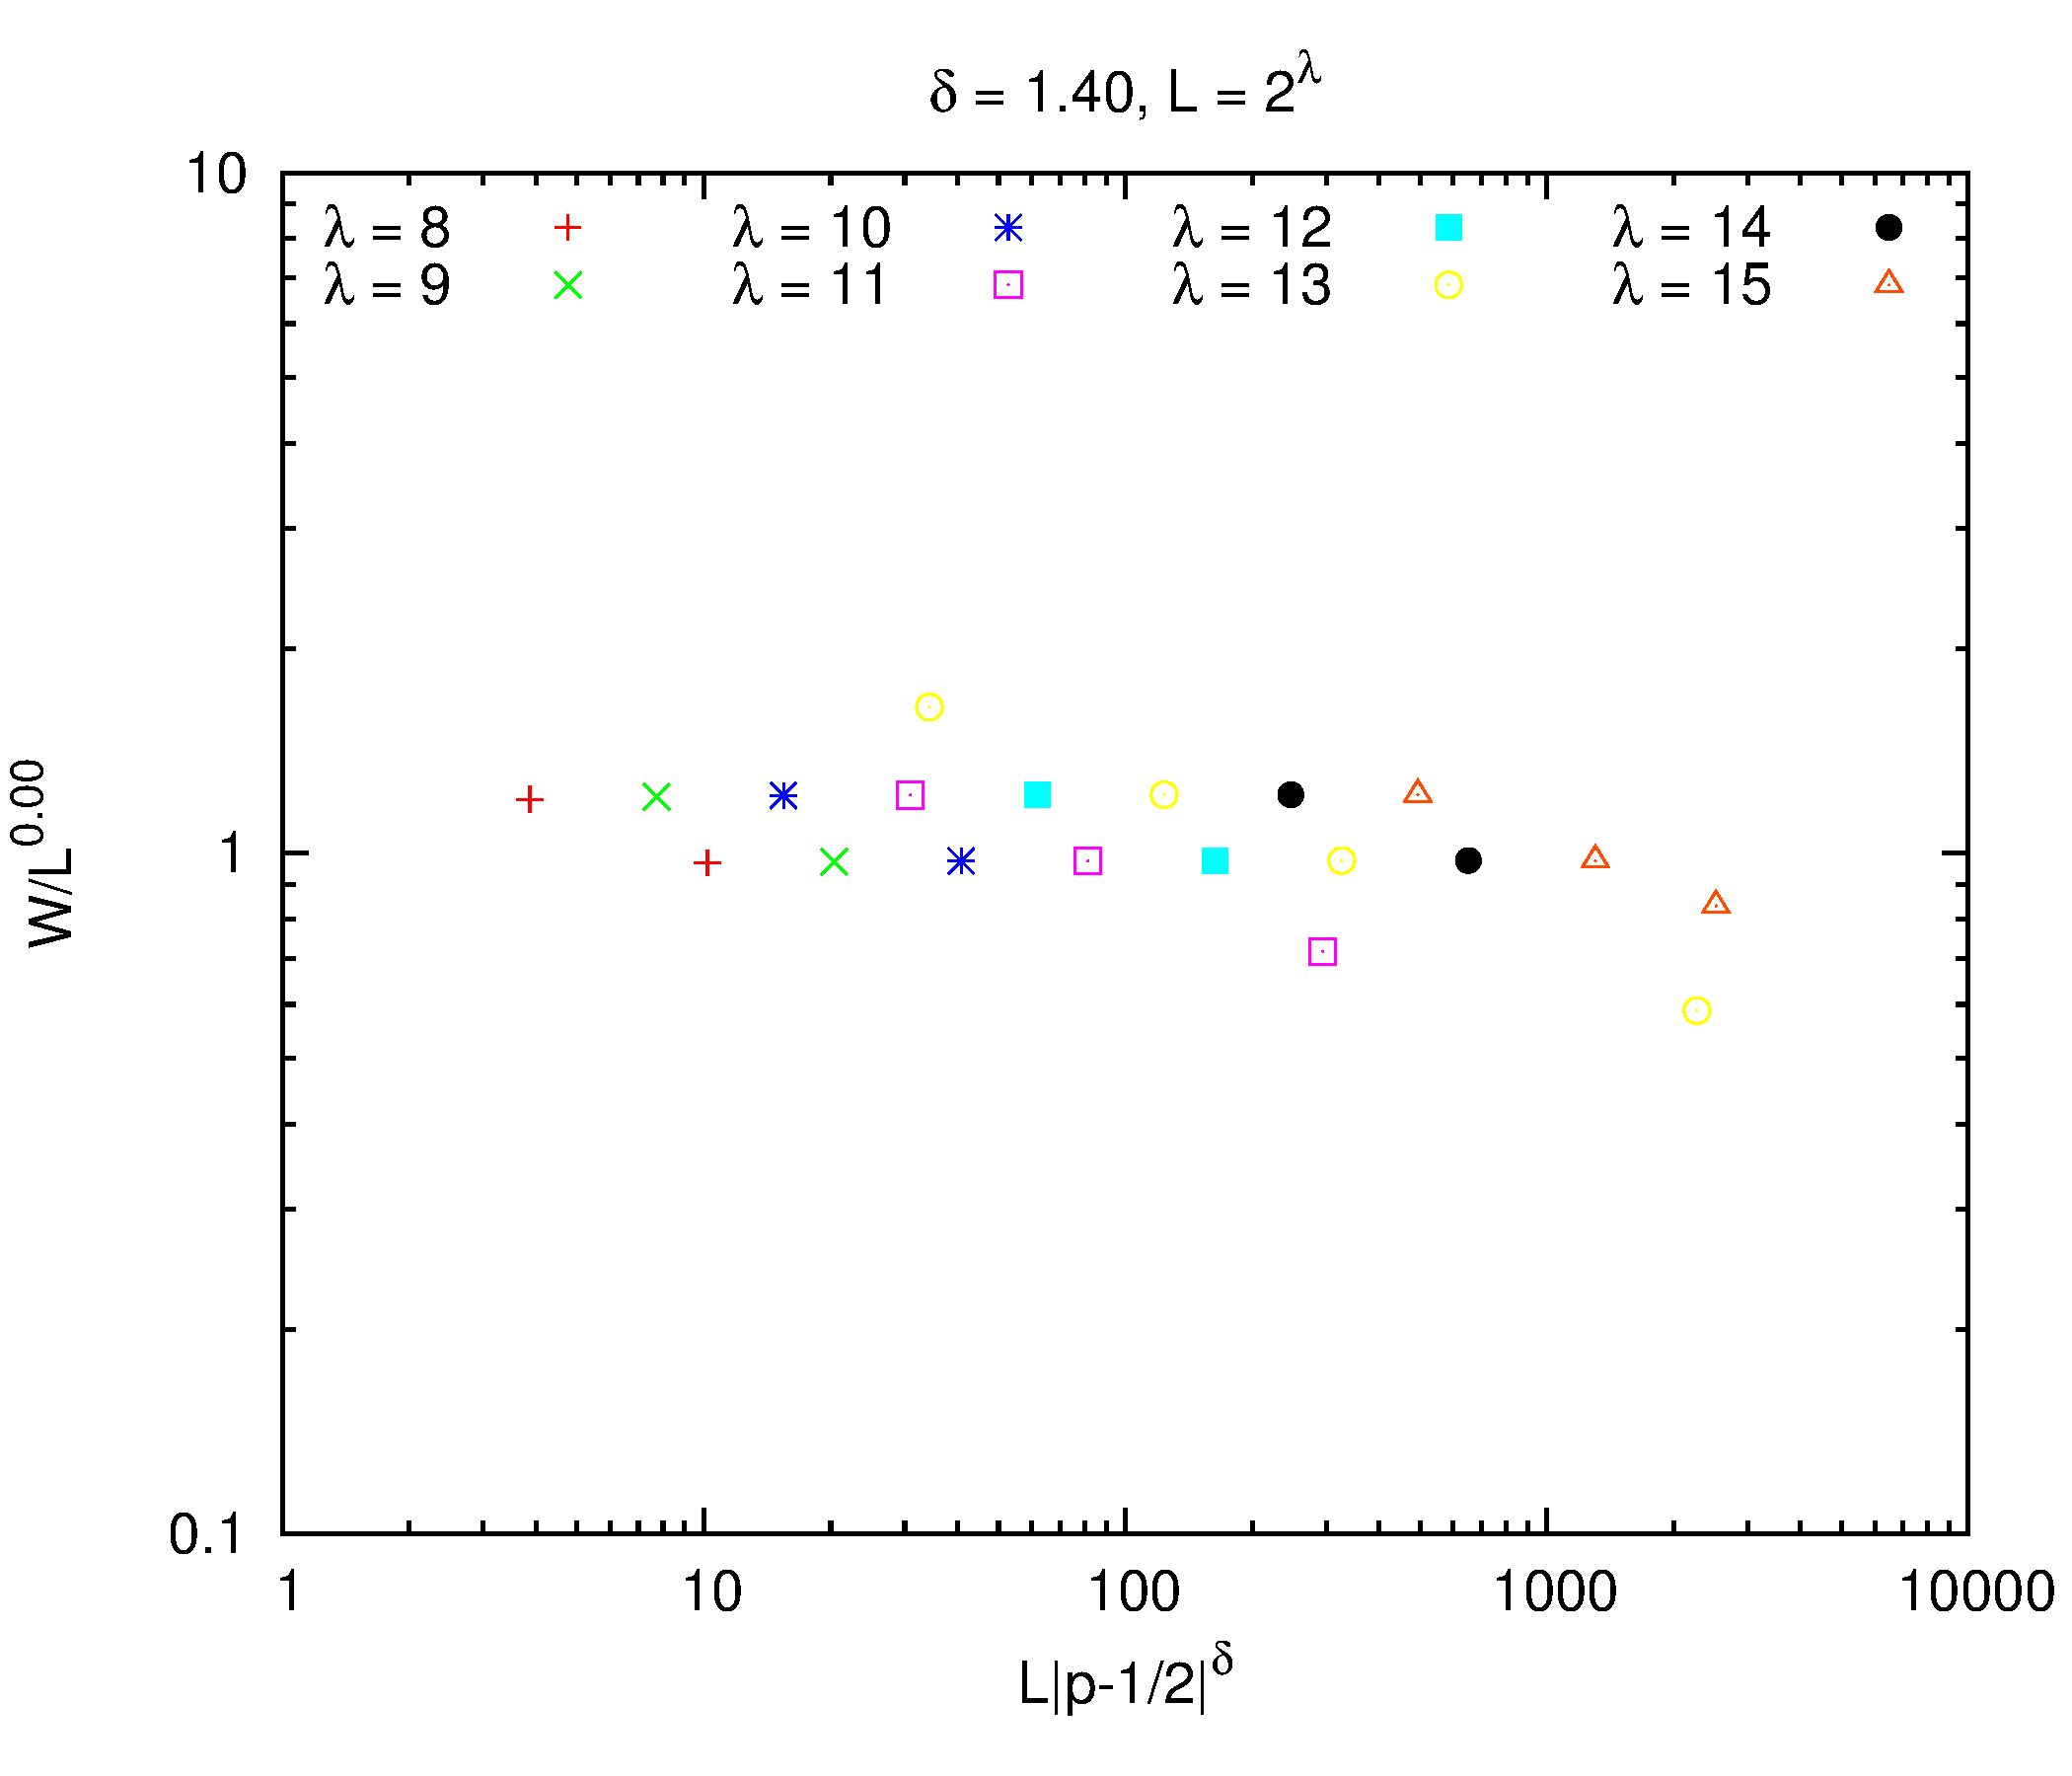 δ = 1.40, L = 2^λ
10
λ = 8 λ = 10 λ = 12 λ = 14
λ = 9 λ = 11 λ = 13 λ = 15
W/L^0.00
1
0.1
1 10 100 1000 10000
L|p-1/2|^δ